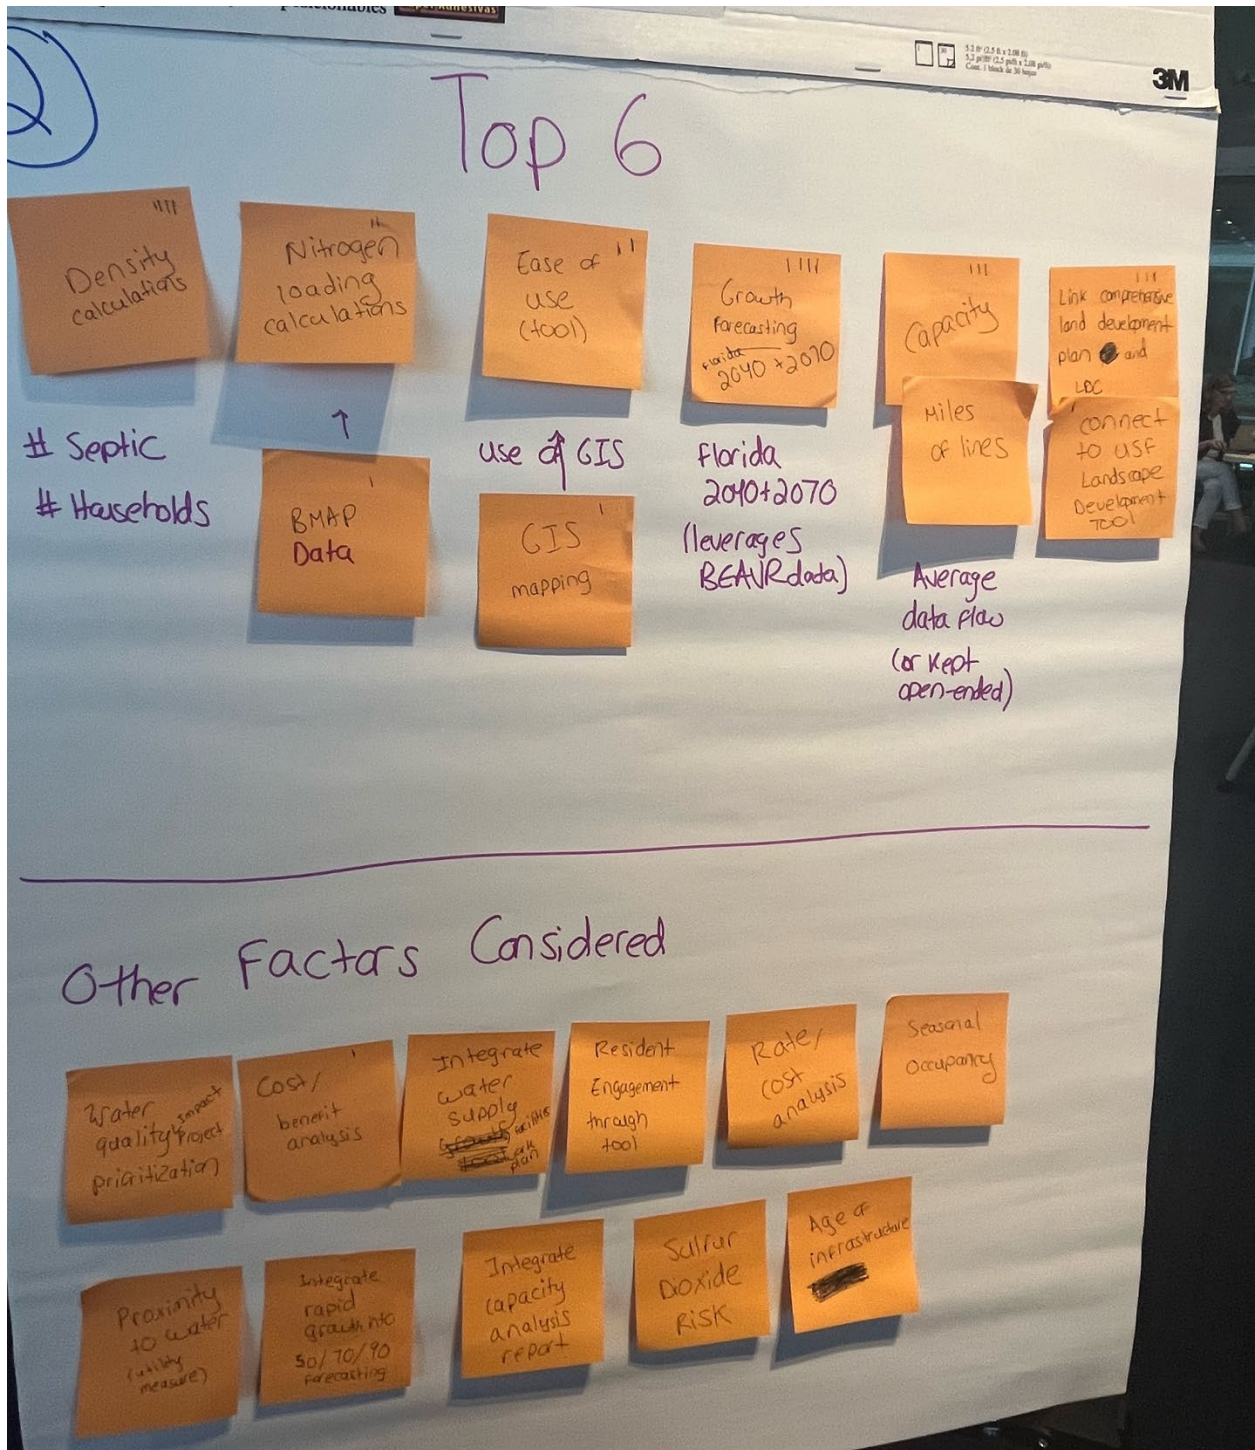 3M
Top 6
Density
calculations
# Septic
# Households
Nitrogen
loading
calculations
BMAP
Data
Ease of
use
(tool)
use of GIS
GIS
mapping
Growth
Forecasting
Florida
2040 + 2070
Florida
2040+2070
(leverages
BEAVR data)
Capacity
Miles
of lines
Average
data flow
(or kept
open-ended)
Link comprehensive
land development
plan and
LDC
connect
to USF
Landscape
Development
TOOL
Other Factors Considered
Water
quality impact
project
prioritization
Cost/
benefit
analysis
Integrate
water
supply
facilities
plan
Resident
Engagement
through
tool
Rate/
cost
analysis
Seasonal
Occupancy
Proximity
to water
(utility
measure)
Integrate
rapid
growth into
50/70/90
Forecasting
Integrate
capacity
analysis
report
Sulfur
Dioxide
Risk
Age of
infrastructure